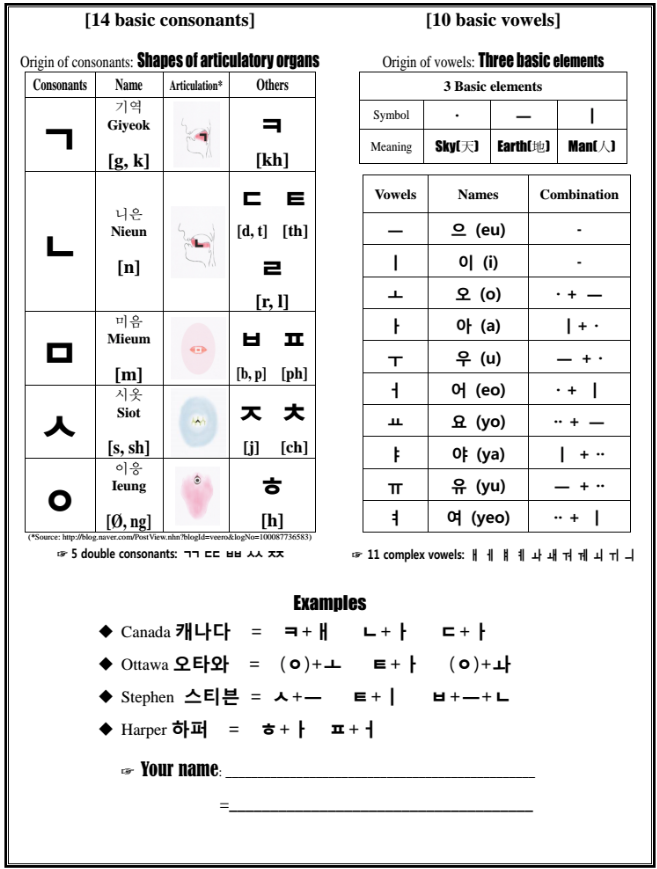 [14 basic consonants]
Origin of consonants: Shapes of articulatory organs
Consonants Name Articulation* Others
ㄱ 기역 Giyeok [g, k] ㄱ ㅋ [kh]
ㄴ 니은 Nieun [n] ㄴ ㄷ ㅌ [d, t] [th] ㄹ [r, l]
ㅁ 미음 Mieum [m] ㅂ ㅍ [b, p] [ph]
ㅅ 시옷 Siot [s, sh] ㅈ ㅊ [j] [ch]
ㅇ 이응 Ieung [Ø, ng] ㅎ [h]
(*Source: http://blog.naver.com/PostView.nhn?blogId=veero&logNo=100087736583)
☞ 5 double consonants: ㄲ ㄸ ㅃ ㅆ ㅉ
[10 basic vowels]
Origin of vowels: Three basic elements
3 Basic elements
Symbol · ㅡ ㅣ
Meaning Sky(天) Earth(地) Man(人)
Vowels Names Combination
ㅡ 으 (eu) -
ㅣ 이 (i) -
ㅗ 오 (o) · + ㅡ
ㅏ 아 (a) ㅣ + ·
ㅜ 우 (u) ㅡ + ·
ㅓ 어 (eo) · + ㅣ
ㅛ 요 (yo) ·· + ㅡ
ㅑ 야 (ya) ㅣ + ··
ㅠ 유 (yu) ㅡ + ··
ㅕ 여 (yeo) ·· + ㅣ
☞ 11 complex vowels: ㅐ ㅔ ㅒ ㅖ ㅘ ㅙ ㅝ ㅞ ㅚ ㅟ ㅢ
Examples
◆ Canada 캐나다 = ㅋ+ㅐ ㄴ+ㅏ ㄷ+ㅏ
◆ Ottawa 오타와 = (ㅇ)+ㅗ ㅌ+ㅏ (ㅇ)+ㅘ
◆ Stephen 스티븐 = ㅅ+ㅡ ㅌ+ㅣ ㅂ+ㅡ+ㄴ
◆ Harper 하퍼 = ㅎ+ㅏ ㅍ+ㅓ
☞ Your name: ____________________
=____________________